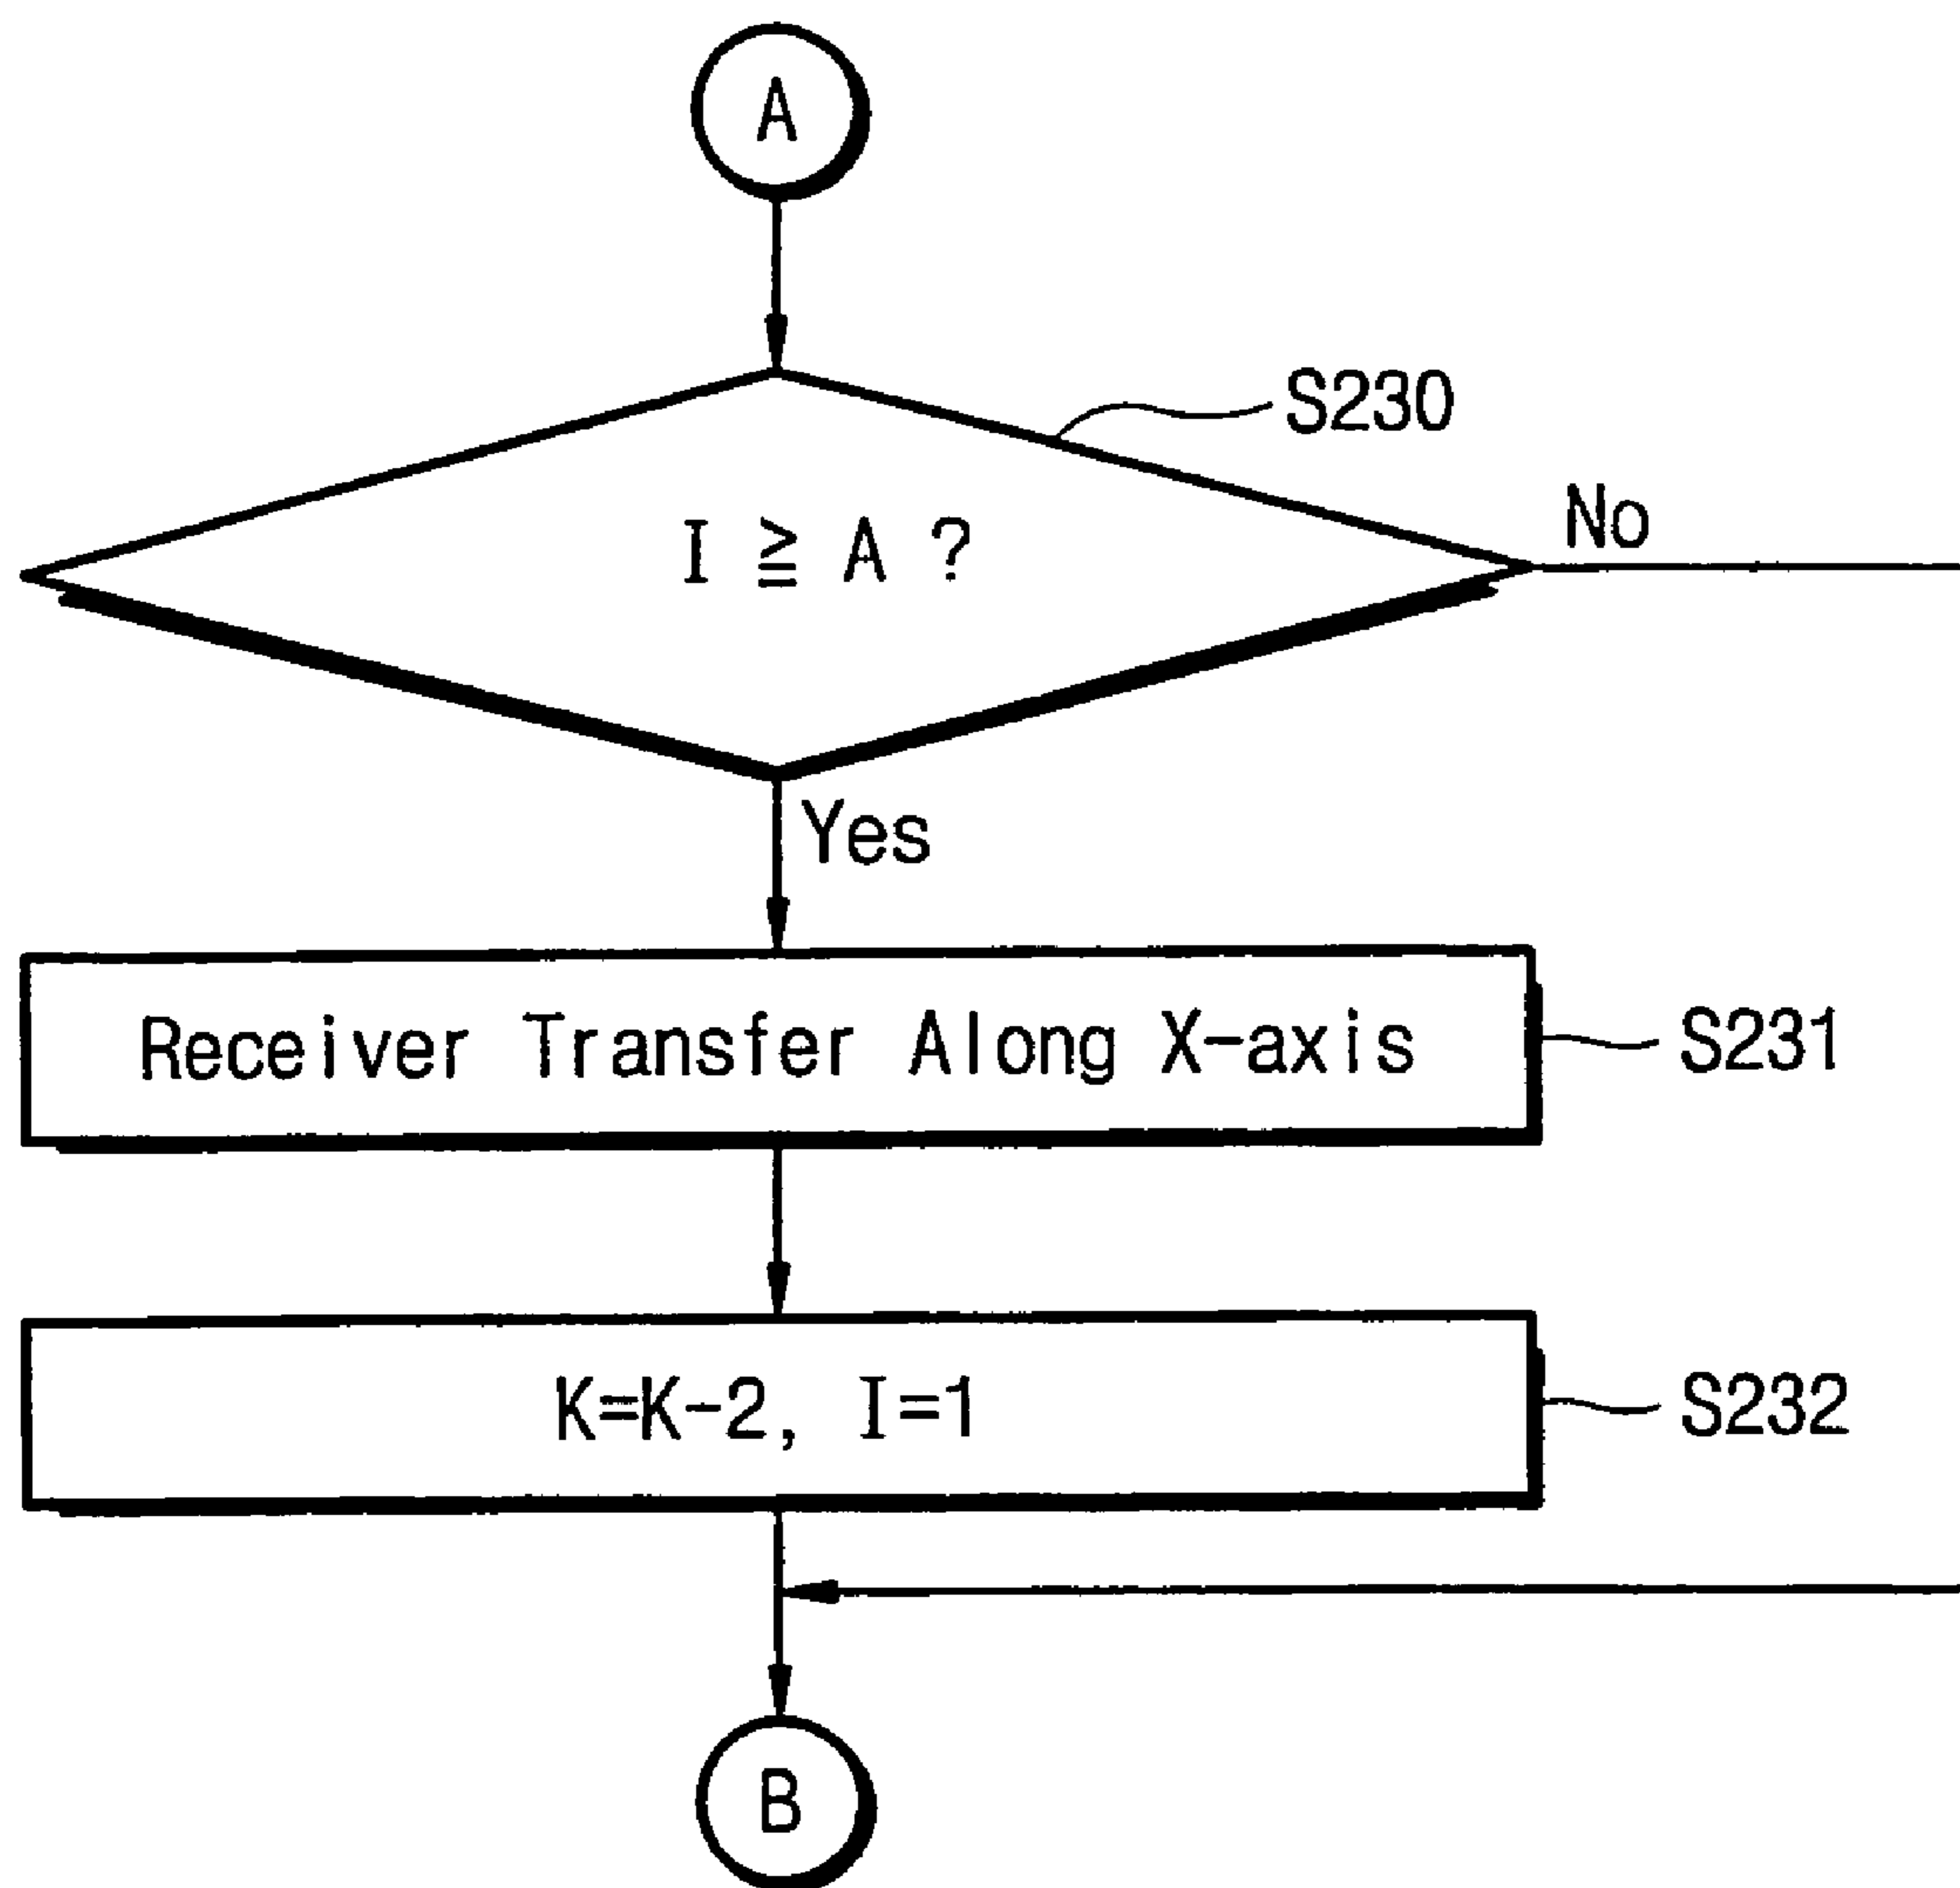 A
S230
I ≧ A ?
No
Yes
Receiver Transfer Along X-axis
S231
K=K-2, I=1
S232
B